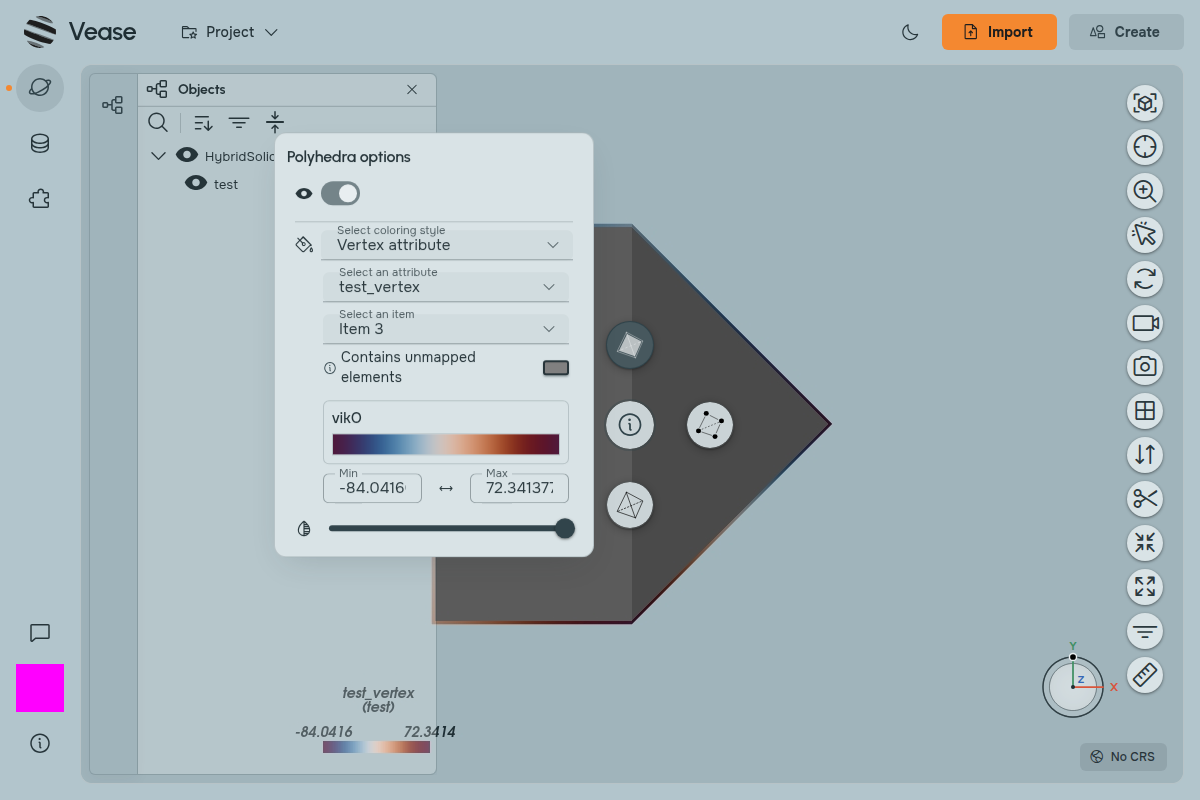 Vease
Project
Import
Create
Objects
HybridSolid
test
Polyhedra options
Select coloring style
Vertex attribute
Select an attribute
test_vertex
Select an item
Item 3
Contains unmapped
elements
vikO
Min
-84.0416
Max
72.341377
test_vertex
(test)
-84.0416 72.3414
Y
Z
X
No CRS